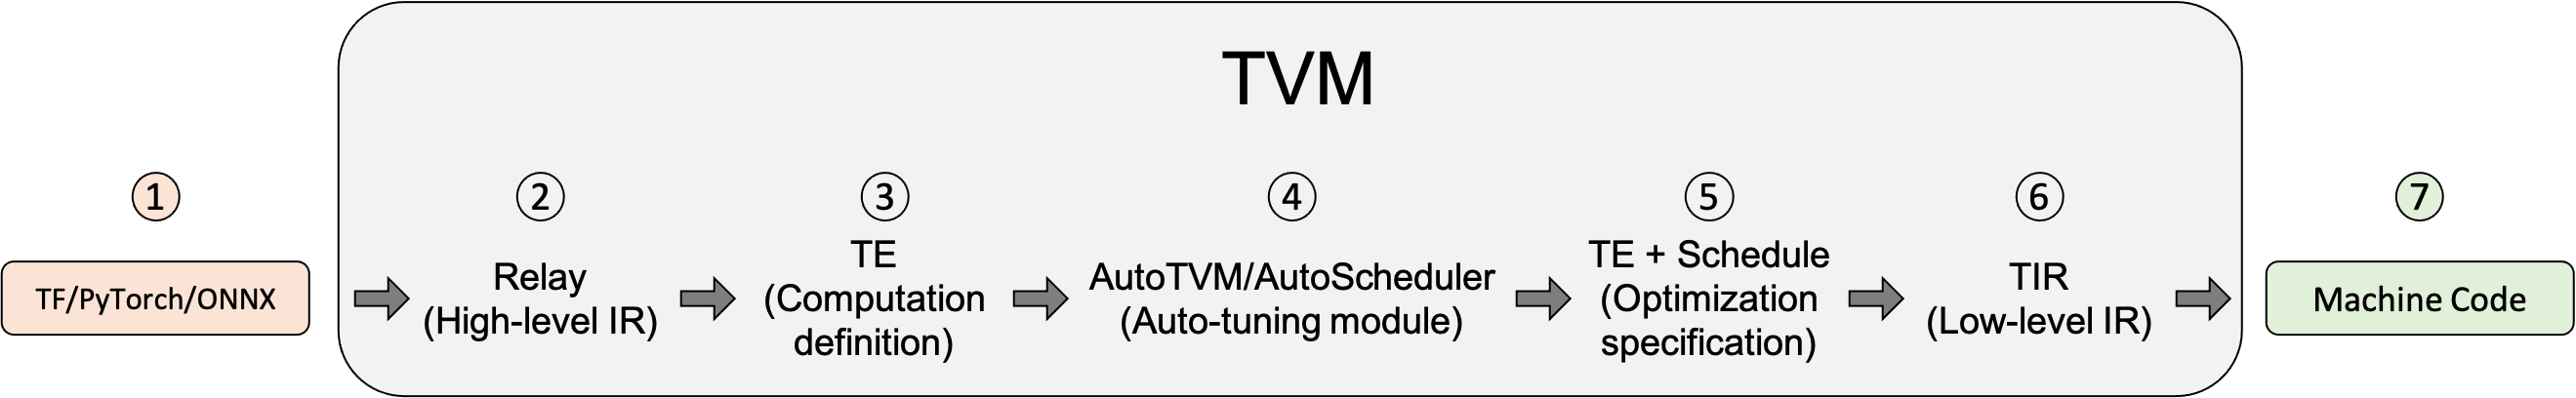 TVM
1
TF/PyTorch/ONNX
2
Relay
(High-level IR)
3
TE
(Computation
definition)
4
AutoTVM/AutoScheduler
(Auto-tuning module)
5
TE + Schedule
(Optimization
specification)
6
TIR
(Low-level IR)
7
Machine Code